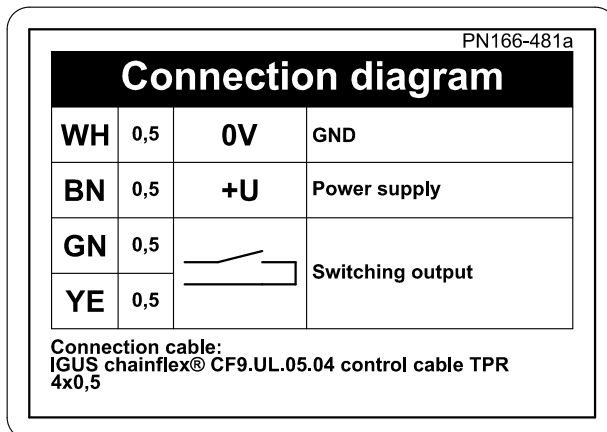 PN166-481a
Connection diagram
WH 0,5 0V GND
BN 0,5 +U Power supply
GN 0,5
Switching output
YE 0,5
Connection cable:
IGUS chainflex® CF9.UL.05.04 control cable TPR
4x0,5